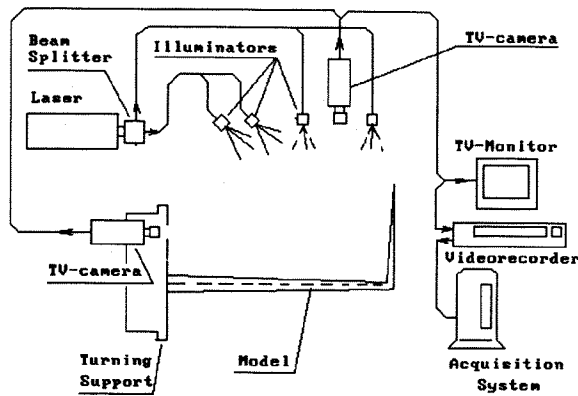 Beam
Splitter
Illuminators
TV-camera
Laser
TV-Monitor
Videorecorder
TV-camera
Turning
Support
Model
Acquisition
System